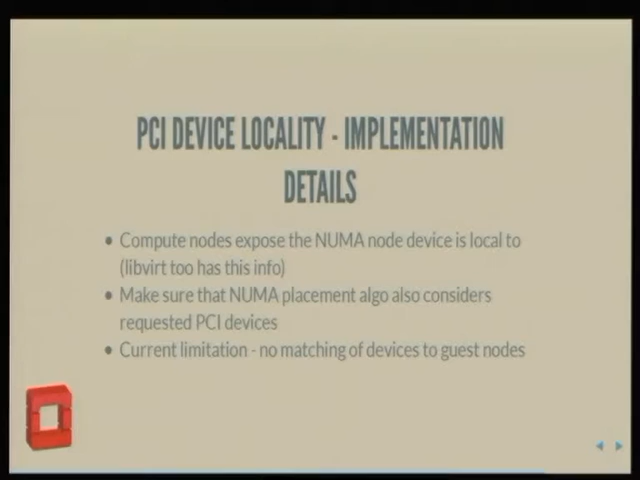 PCI DEVICE LOCALITY - IMPLEMENTATION
DETAILS
Compute nodes expose the NUMA node device is local to
(libvirt too has this info)
Make sure that NUMA placement algo also considers
requested PCI devices
Current limitation - no matching of devices to guest nodes